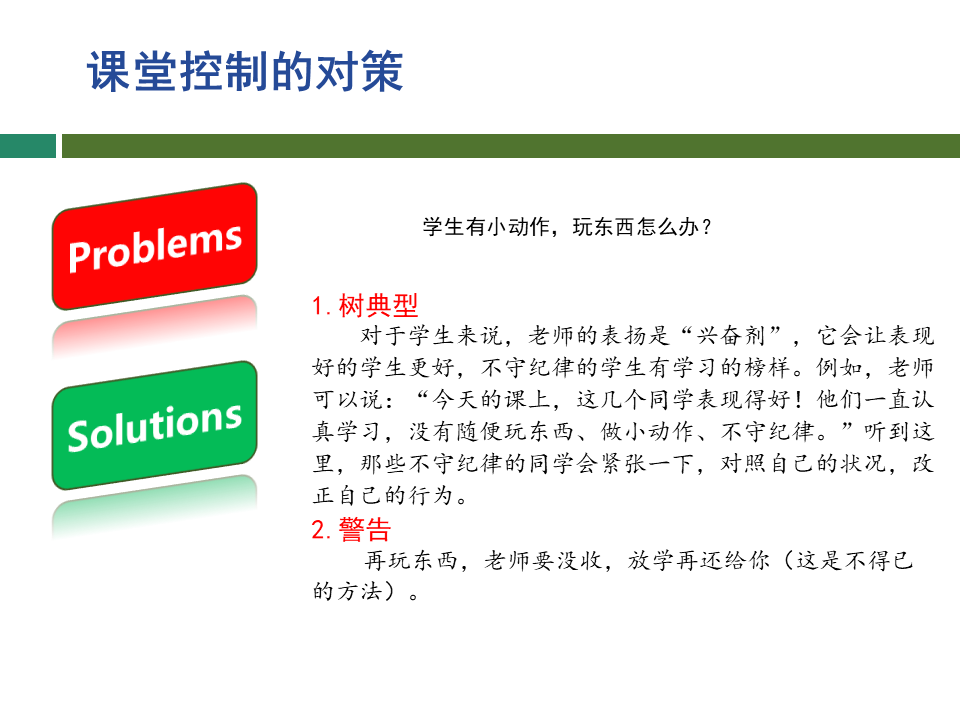 课堂控制的对策
Problems
学生有小动作，玩东西怎么办？
Solutions
1.树典型
对于学生来说，老师的表扬是“兴奋剂”，它会让表现
好的学生更好，不守纪律的学生有学习的榜样。例如，老师
可以说：“今天的课上，这几个同学表现得好！他们一直认
真学习，没有随便玩东西、做小动作、不守纪律。”听到这
里，那些不守纪律的同学会紧张一下，对照自己的状况，改
正自己的行为。
2.警告
再玩东西，老师要没收，放学再还给你（这是不得已
的方法）。